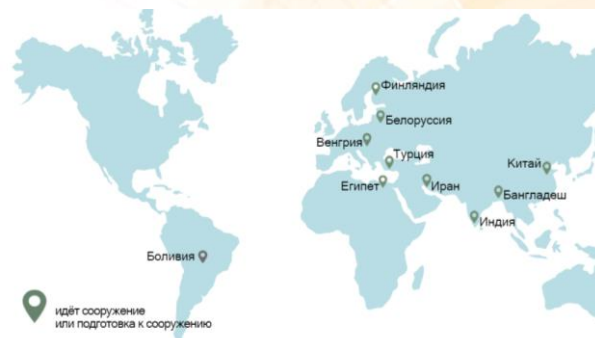 Финляндия
Белоруссия
Венгрия
Турция
Китай
Египет
Иран
Бангладеш
Индия
Боливия
идёт сооружение
или подготовка к сооружению